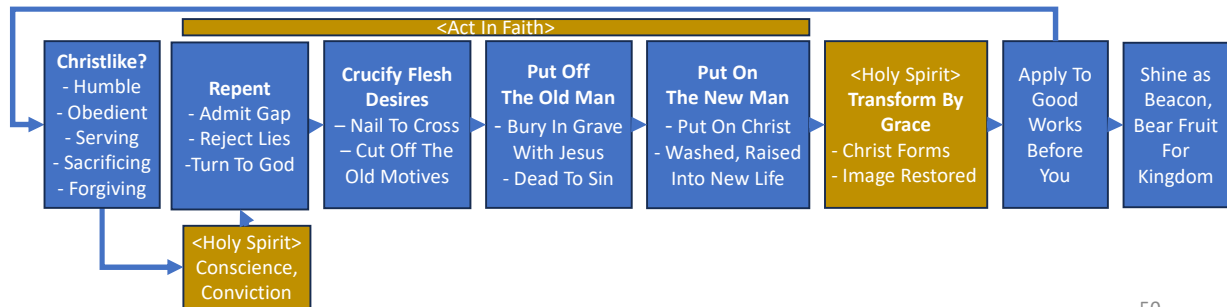 <Act In Faith>
Christlike?
- Humble
- Obedient
- Serving
- Sacrificing
- Forgiving
Repent
- Admit Gap
- Reject Lies
-Turn To God
Crucify Flesh
Desires
– Nail To Cross
– Cut Off The
Old Motives
Put Off
The Old Man
- Bury In Grave
With Jesus
- Dead To Sin
Put On
The New Man
- Put On Christ
- Washed, Raised
Into New Life
<Holy Spirit>
Transform By
Grace
- Christ Forms
- Image Restored
Apply To
Good
Works
Before
You
Shine as
Beacon,
Bear Fruit
For
Kingdom
<Holy Spirit>
Conscience,
Conviction